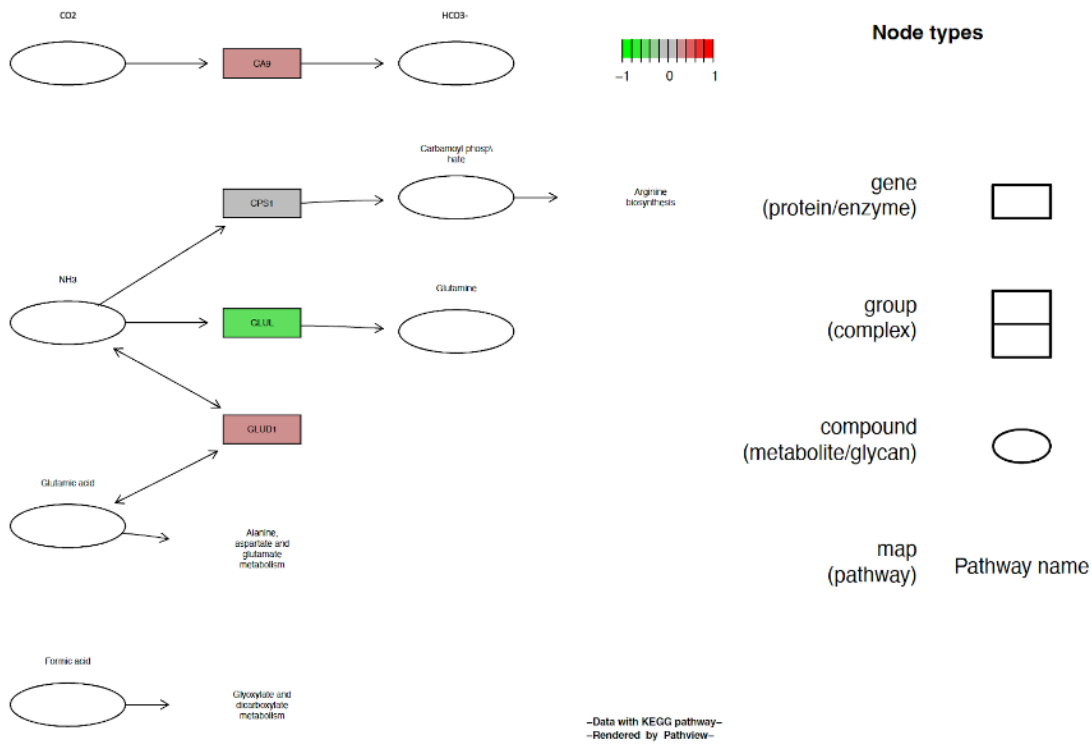 CO2
HCO3-
CA9
-1 0 1
Node types
Carbamoyl phosp\
hate
CPS1
Arginine
biosynthesis
gene
(protein/enzyme)
NH3
Glutamine
GLUL
group
(complex)
GLUD1
compound
(metabolite/glycan)
Glutamic acid
Alanine,
aspartate and
glutamate
metabolism
map
(pathway)
Pathway name
Formic acid
Glyoxylate and
dicarboxylate
metabolism
-Data with KEGG pathway-
-Rendered by Pathview-